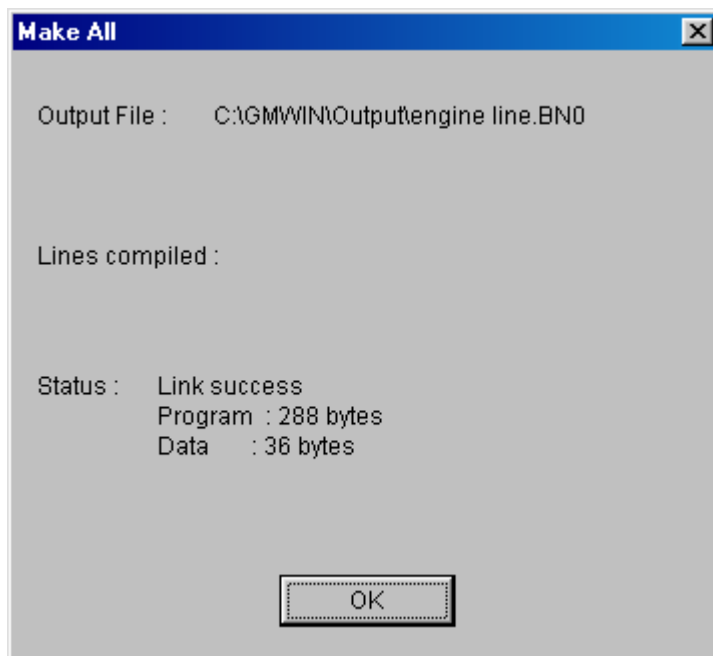 Make All
Output File : C:\GMWIN\Output\engine line.BN0
Lines compiled :
Status : Link success
Program : 288 bytes
Data : 36 bytes
OK